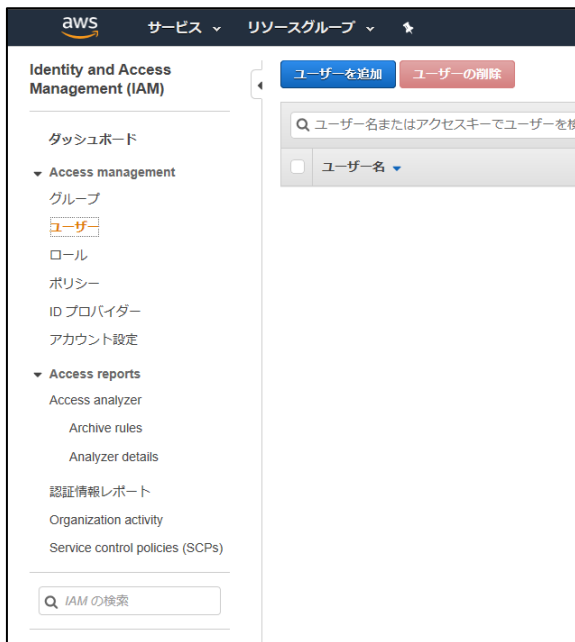 aws サービス リソースグループ
Identity and Access
Management (IAM)
ダッシュボード
Access management
グループ
ユーザー
ロール
ポリシー
ID プロバイダー
アカウント設定
Access reports
Access analyzer
Archive rules
Analyzer details
認証情報レポート
Organization activity
Service control policies (SCPs)
IAM の検索
ユーザーを追加 ユーザーの削除
ユーザー名またはアクセスキーでユーザーを検
ユーザー名